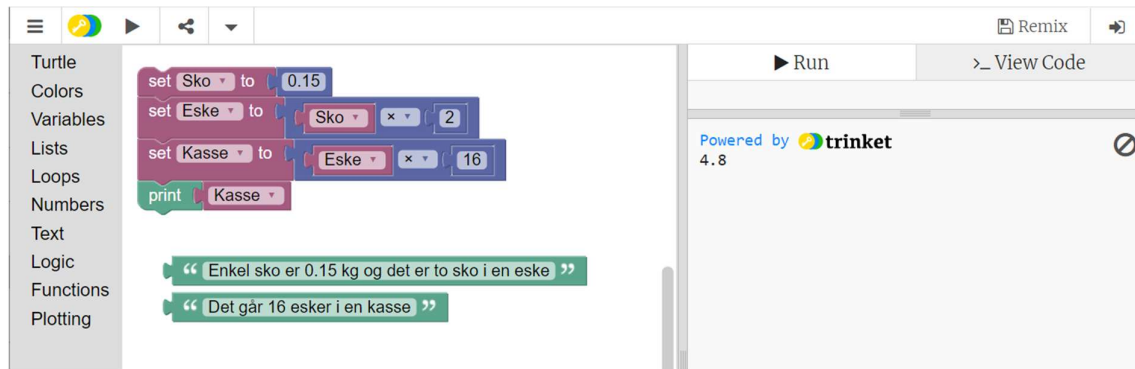 Remix
Turtle
Colors
Variables
Lists
Loops
Numbers
Text
Logic
Functions
Plotting
set Sko to 0.15
set Eske to Sko × 2
set Kasse to Eske × 16
print Kasse
“ Enkel sko er 0.15 kg og det er to sko i en eske ”
“ Det går 16 esker i en kasse ”
Run >_ View Code
Powered by trinket
4.8